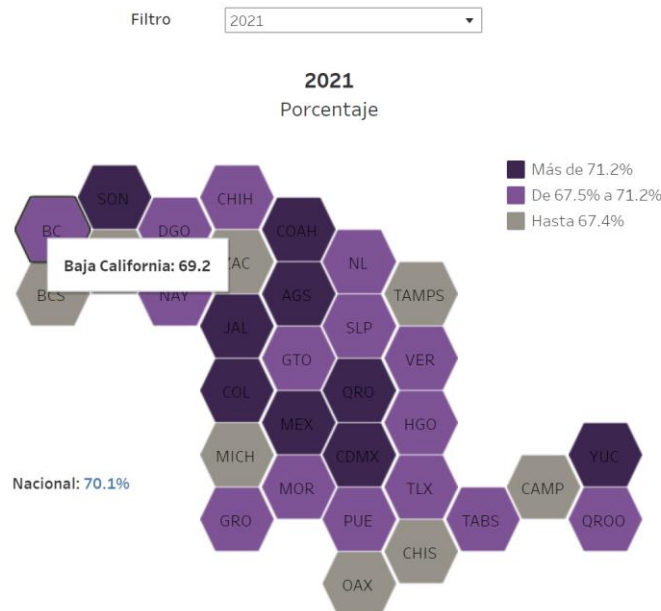 Filtro 2021
2021
Porcentaje
Más de 71.2%
De 67.5% a 71.2%
Hasta 67.4%
SON CHIH
BC DGO COAH
ZAC NL
Baja California: 69.2
BCS NAY AGS TAMPS
JAL SLP
GTO VER
COL QRO
MEX HGO
MICH CDMX YUC
Nacional: 70.1%
MOR TLX CAMP
GRO PUE TABS QROO
CHIS
OAX